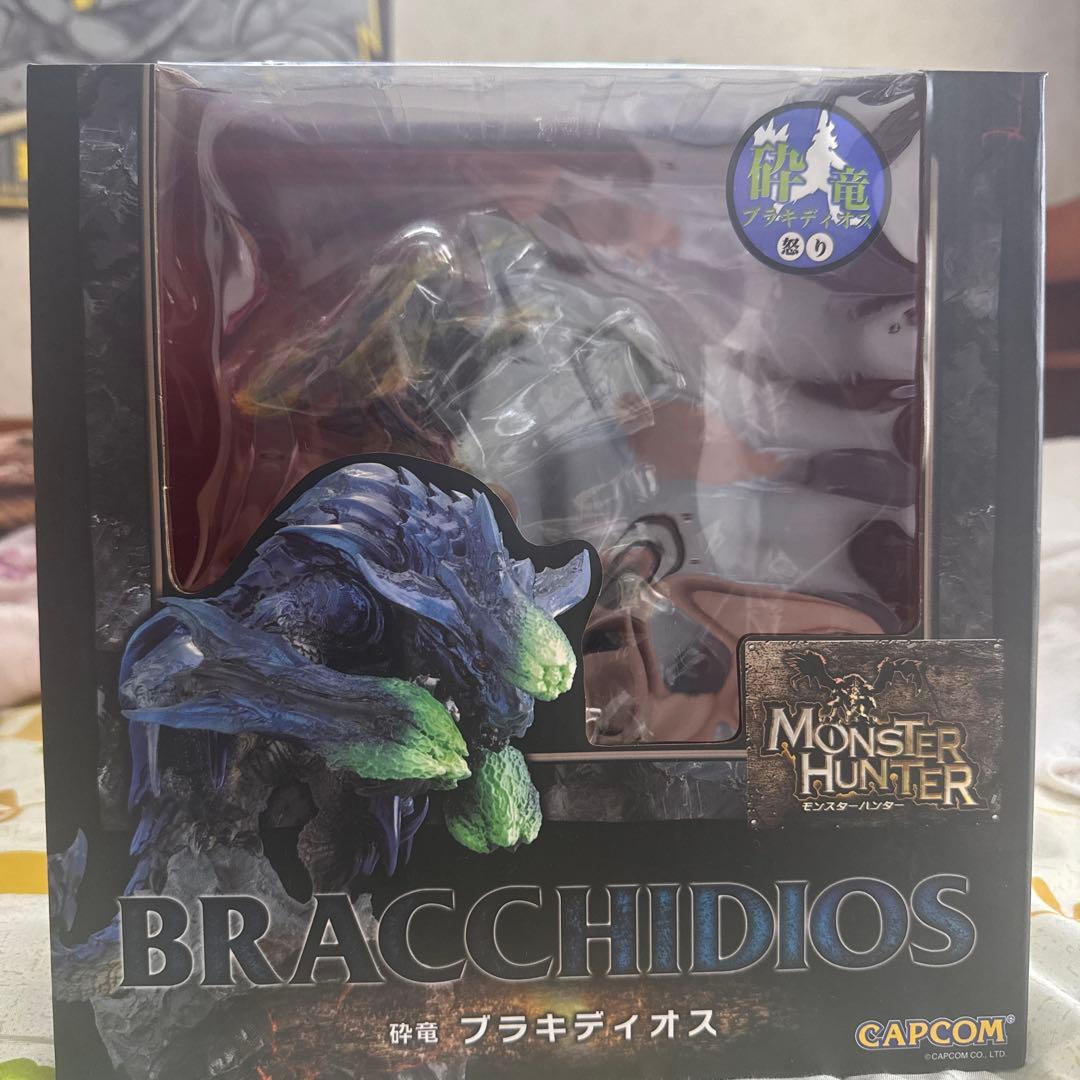 砕竜
ブラキディオス
怒り
MONSTER
HUNTER
モンスターハンター
BRACCHIDIOS
砕竜 ブラキディオス
CAPCOM®
©CAPCOM CO., LTD.